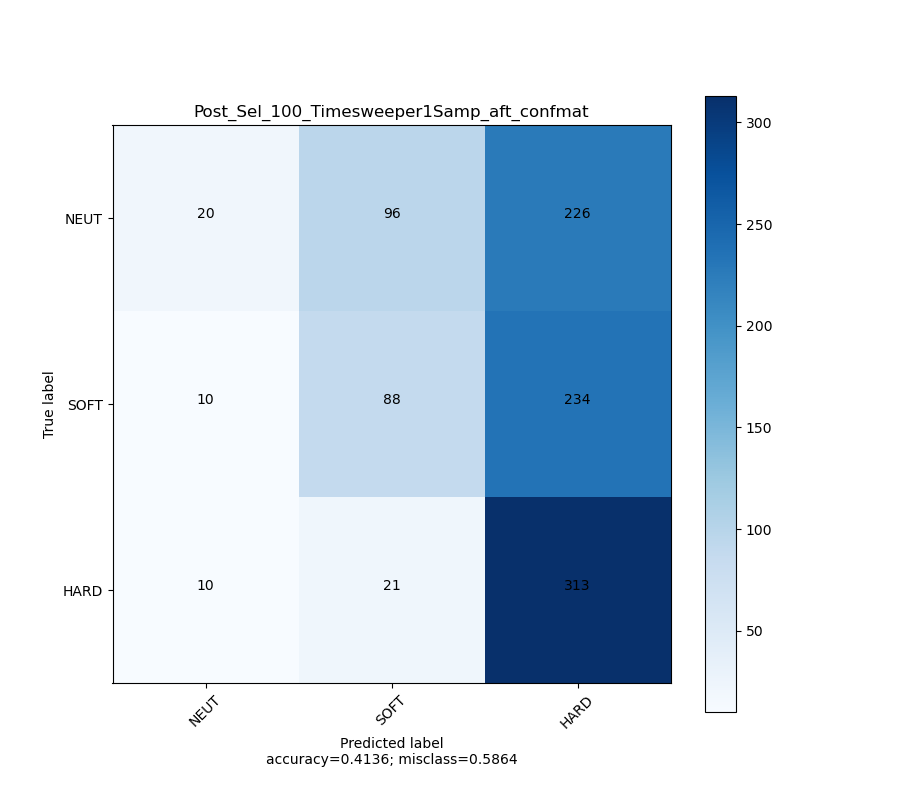 Post_Sel_100_Timesweeper1Samp_aft_confmat
NEUT 20 96 226
SOFT 10 88 234
HARD 10 21 313
True label
NEUT SOFT HARD
Predicted label
accuracy=0.4136; misclass=0.5864
300
250
200
150
100
50